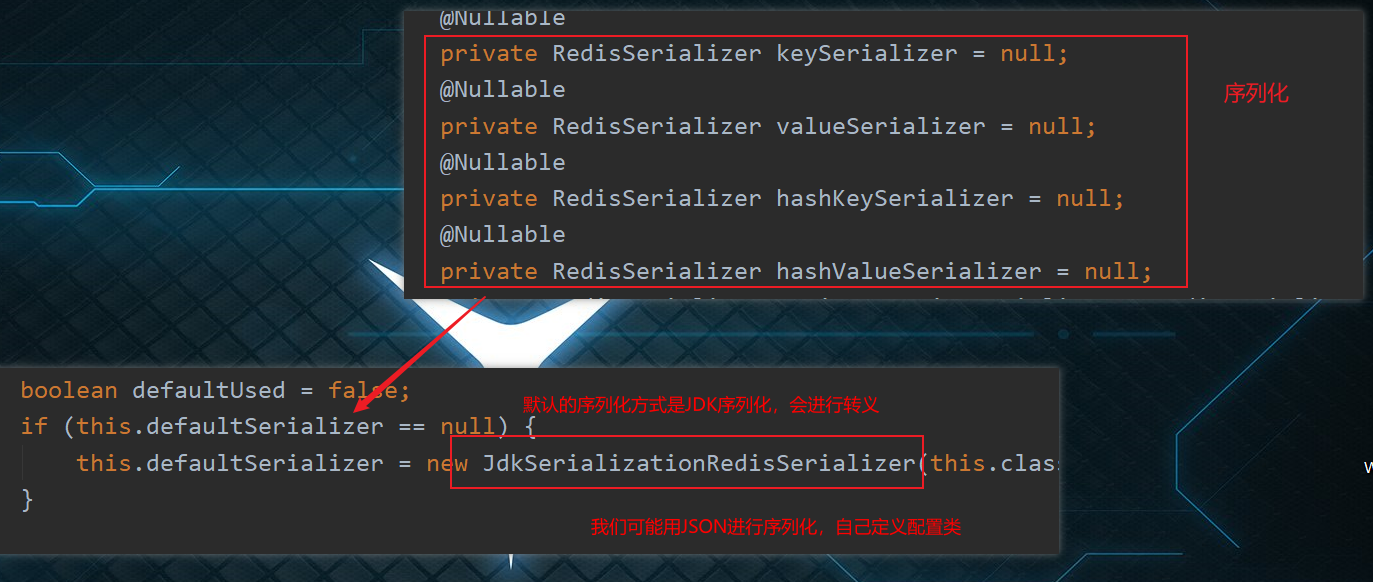 @Nullable
private RedisSerializer keySerializer = null;
@Nullable
private RedisSerializer valueSerializer = null;
@Nullable
private RedisSerializer hashKeySerializer = null;
@Nullable
private RedisSerializer hashValueSerializer = null;
序列化
boolean defaultUsed = false;
默认的序列化方式是JDK序列化，会进行转义
if (this.defaultSerializer == null) {
this.defaultSerializer = new JdkSerializationRedisSerializer(this.clas
}
我们可能用JSON进行序列化，自己定义配置类